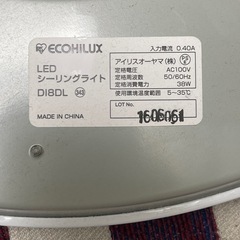 ECOHILUX
LED
シーリングライト
DI8DL 343
MADE IN CHINA
入力電流 0.40A
アイリスオーヤマ(株)
定格電圧 AC100V
定格周波数 50/60Hz
定格消費電力 38W
使用環境温度範囲 5~35℃
LOT No.